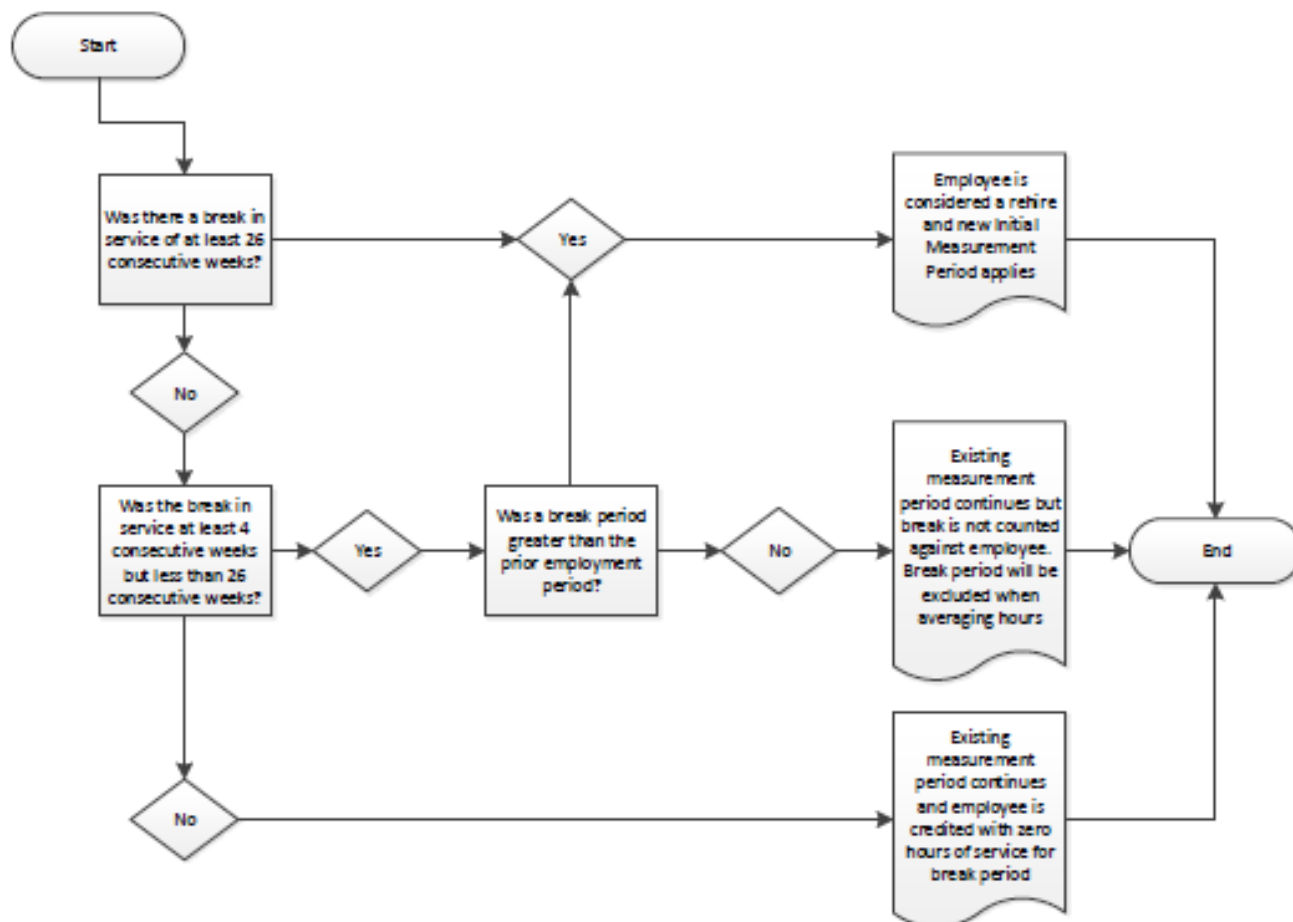 Start
Was there a break in
service of at least 26
consecutive weeks?
Yes
Employee is
considered a rehire
and new Initial
Measurement
Period applies
No
Was the break in
service at least 4
consecutive weeks
but less than 26
consecutive weeks?
Yes
Was a break period
greater than the
prior employment
period?
No
Existing
measurement
period continues but
break is not counted
against employee.
Break period will be
excluded when
averaging hours
End
No
Existing
measurement
period continues
and employee is
credited with zero
hours of service for
break period